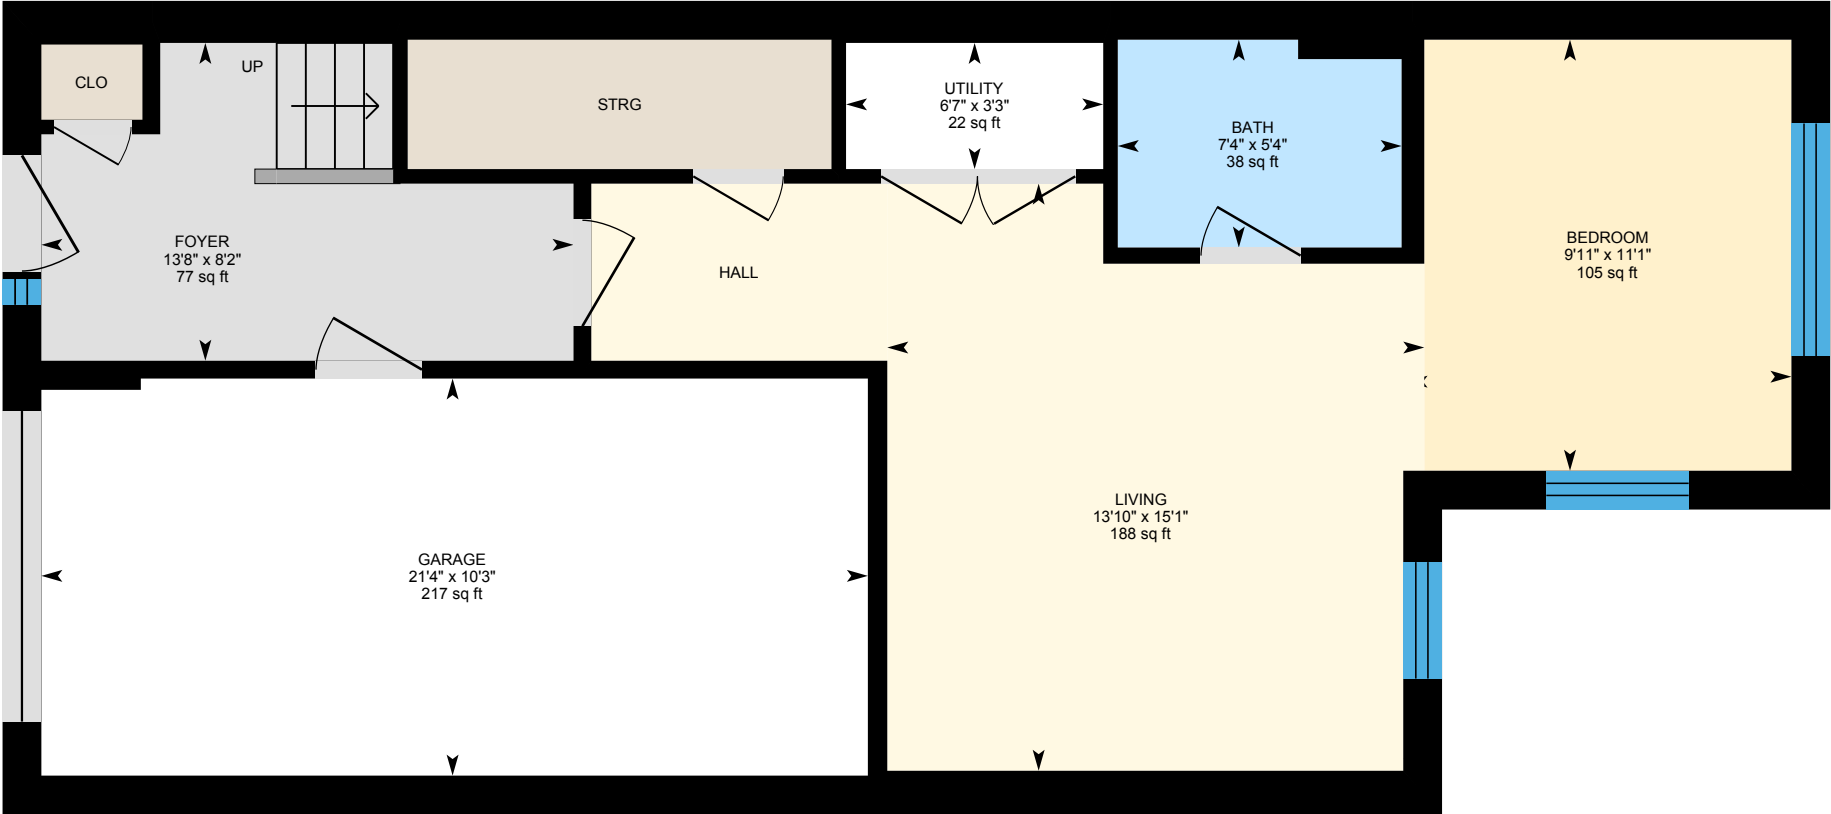 CLO
UP
STRG
UTILITY
6'7" x 3'3"
22 sq ft
BATH
7'4" x 5'4"
38 sq ft
FOYER
13'8" x 8'2"
77 sq ft
HALL
BEDROOM
9'11" x 11'1"
105 sq ft
LIVING
13'10" x 15'1"
188 sq ft
GARAGE
21'4" x 10'3"
217 sq ft